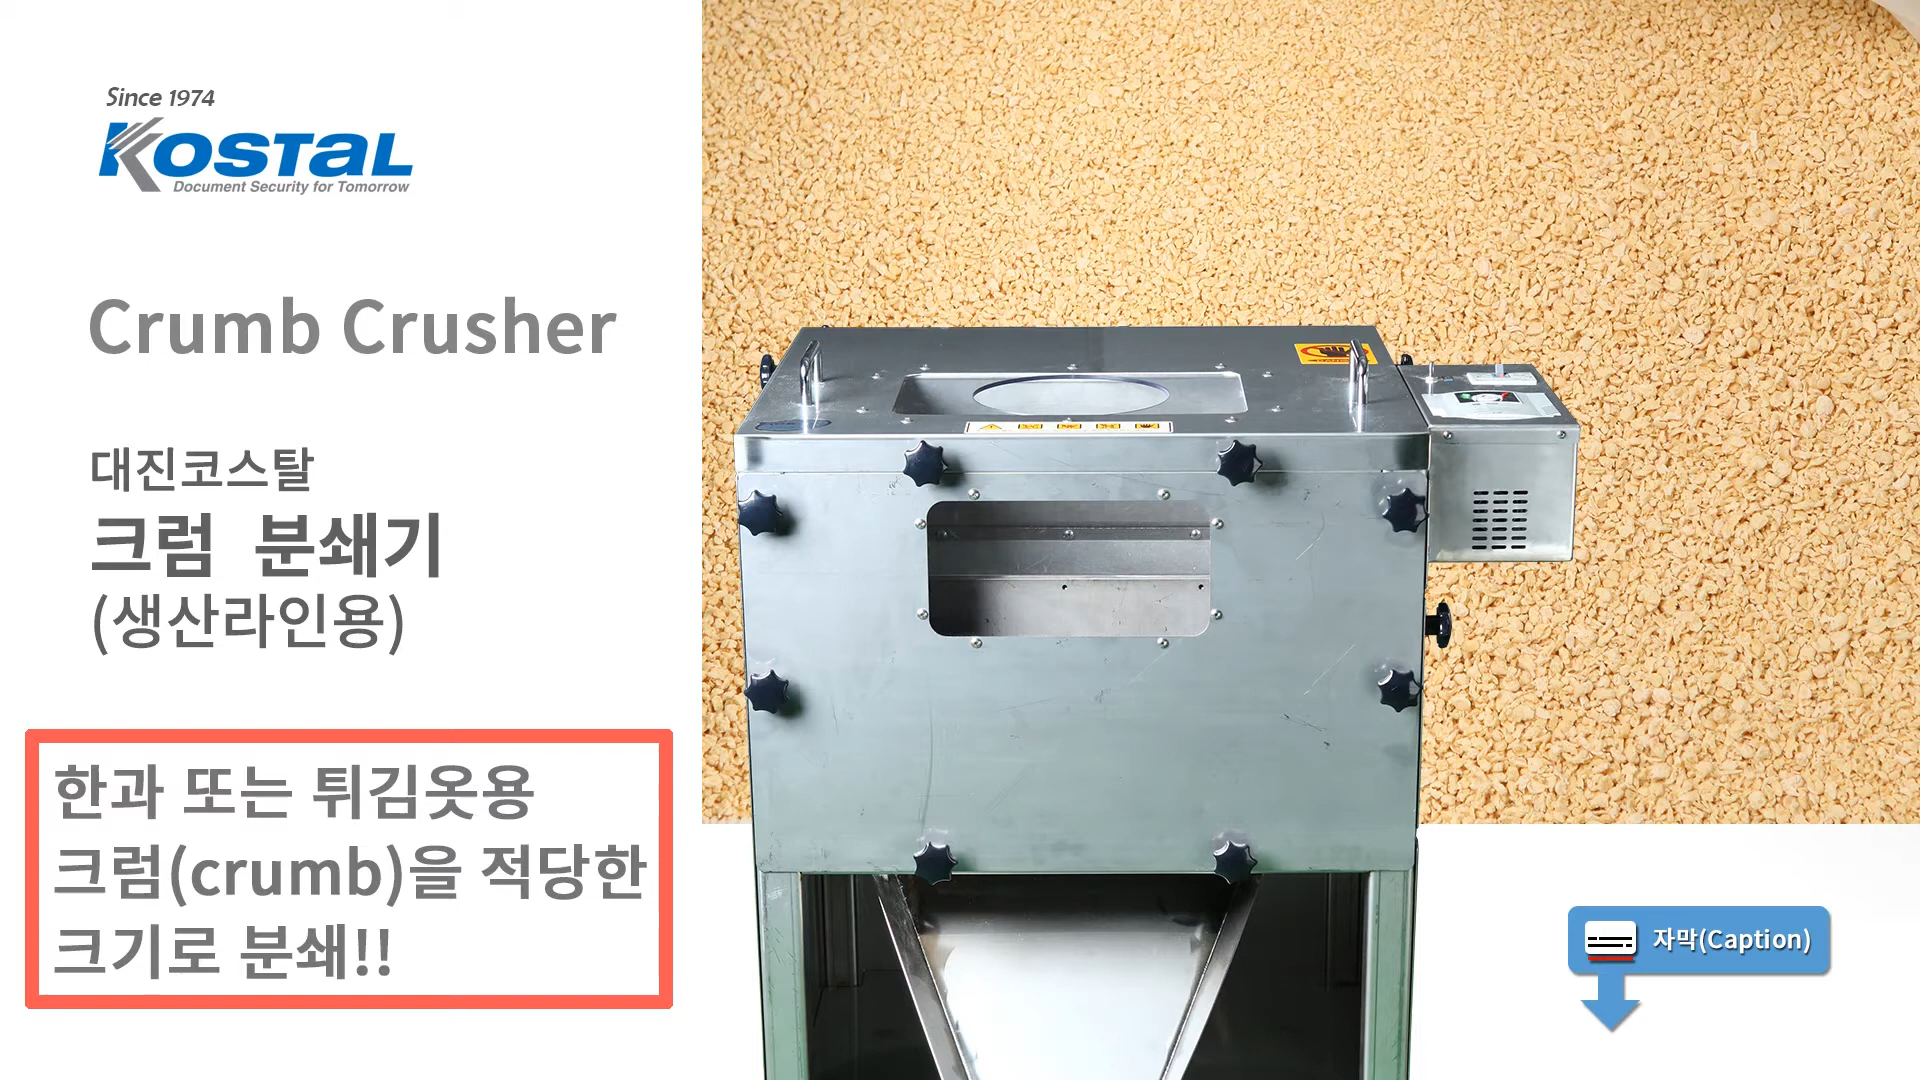 Since 1974
KOSTAL
Document Security for Tomorrow
Crumb Crusher
대진코스탈
크럼 분쇄기
(생산라인용)
한과 또는 튀김옷용
크럼(crumb)을 적당한
크기로 분쇄!!
자막(Caption)